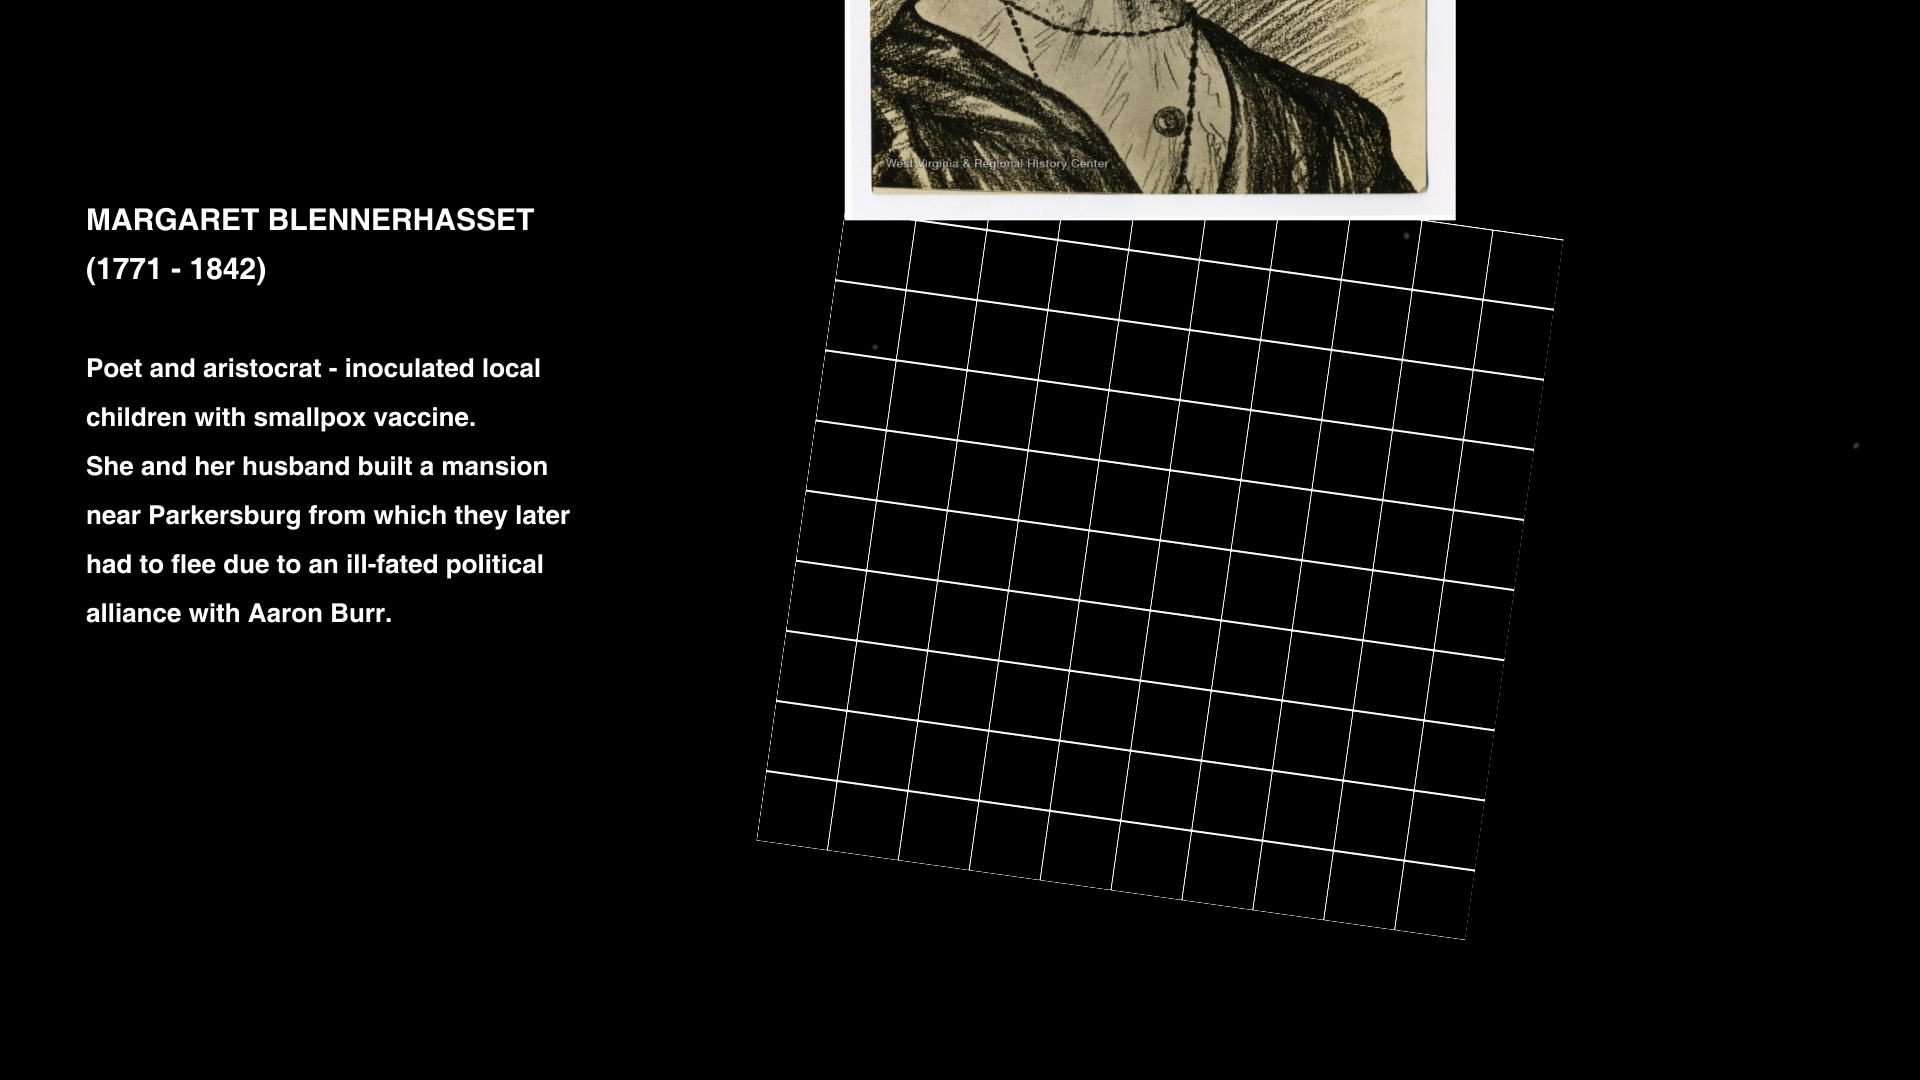 West Virginia & Regional History Center
MARGARET BLENNERHASSET
(1771 - 1842)
Poet and aristocrat - inoculated local
children with smallpox vaccine.
She and her husband built a mansion
near Parkersburg from which they later
had to flee due to an ill-fated political
alliance with Aaron Burr.